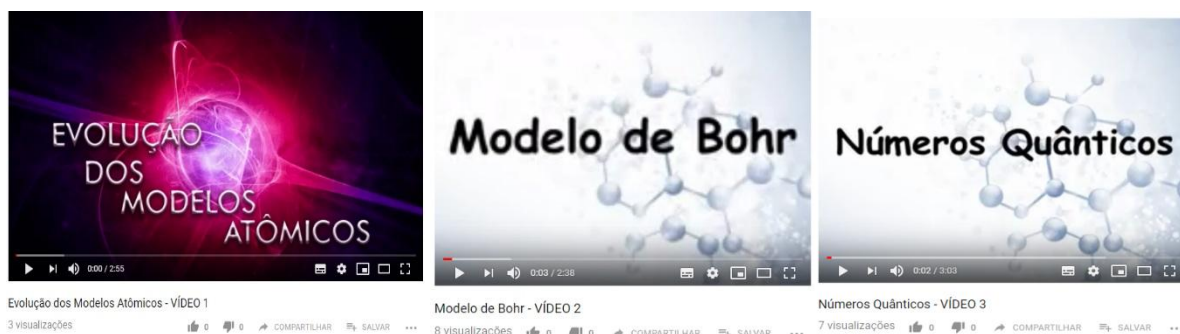 EVOLUÇÃO
DOS
MODELOS
ATÔMICOS
0:00 / 2:55
Evolução dos Modelos Atômicos - VÍDEO 1
3 visualizações 0 0 COMPARTILHAR SALVAR ...
Modelo de Bohr
0:03 / 2:38
Modelo de Bohr - VÍDEO 2
8 visualizações 0 0 COMPARTILHAR SALVAR ...
Números Quânticos
0:02 / 3:03
Números Quânticos - VÍDEO 3
7 visualizações 0 0 COMPARTILHAR SALVAR ...